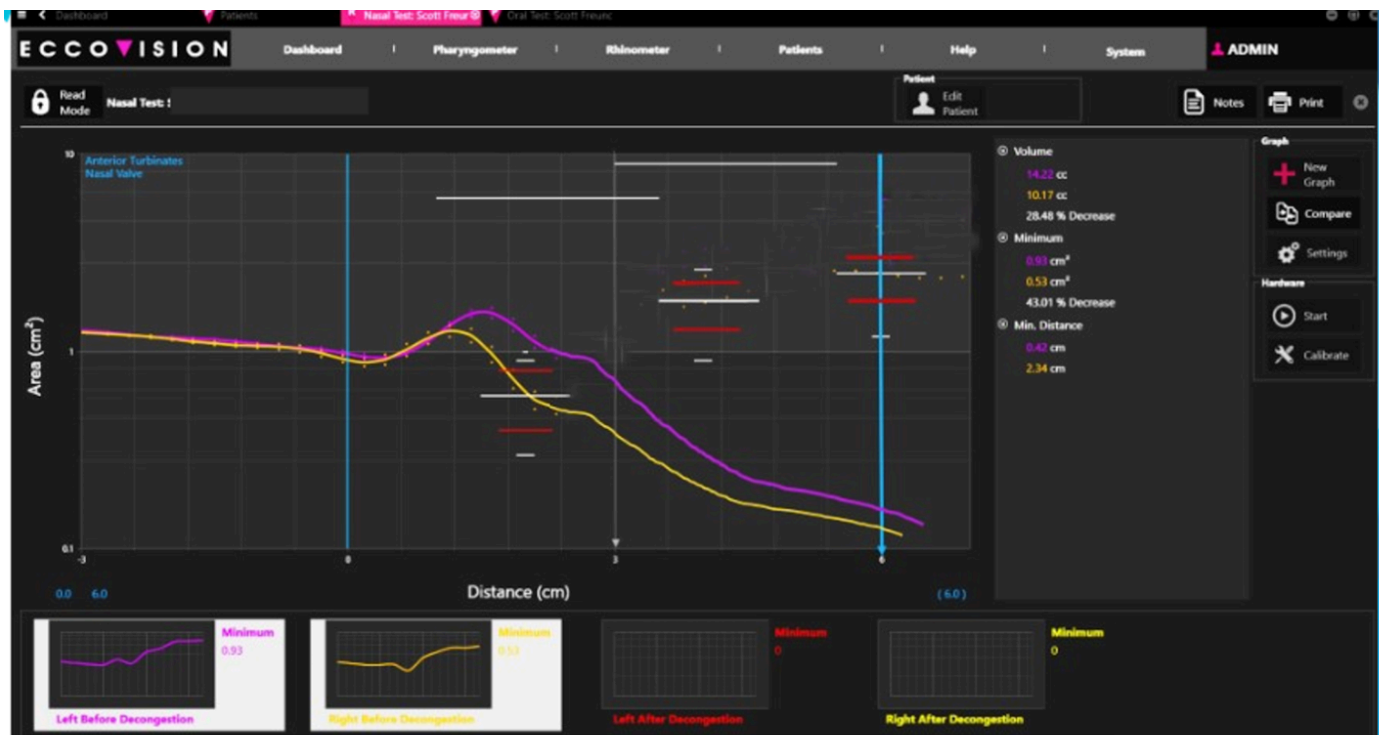 Dashboard
Patients
Nasal Test: Scott Freur
Oral Test: Scott Freunc
ECCOVISION
Dashboard
Pharyngometer
Rhinometer
Patients
Help
System
ADMIN
Read
Mode
Nasal Test:
Patient
Edit
Patient
Notes
Print
Anterior Turbinates
Nasal Valve
10
1
0.1
Area (cm²)
-3
0
3
6
Distance (cm)
0.0 6.0
(6.0)
Volume
14.22 cc
10.17 cc
28.48 % Decrease
Minimum
0.93 cm²
0.53 cm²
43.01 % Decrease
Min. Distance
0.42 cm
2.34 cm
Graph
New
Graph
Compare
Settings
Hardware
Start
Calibrate
Minimum
0.93
Left Before Decongestion
Minimum
0.53
Right Before Decongestion
Minimum
0
Left After Decongestion
Minimum
0
Right After Decongestion